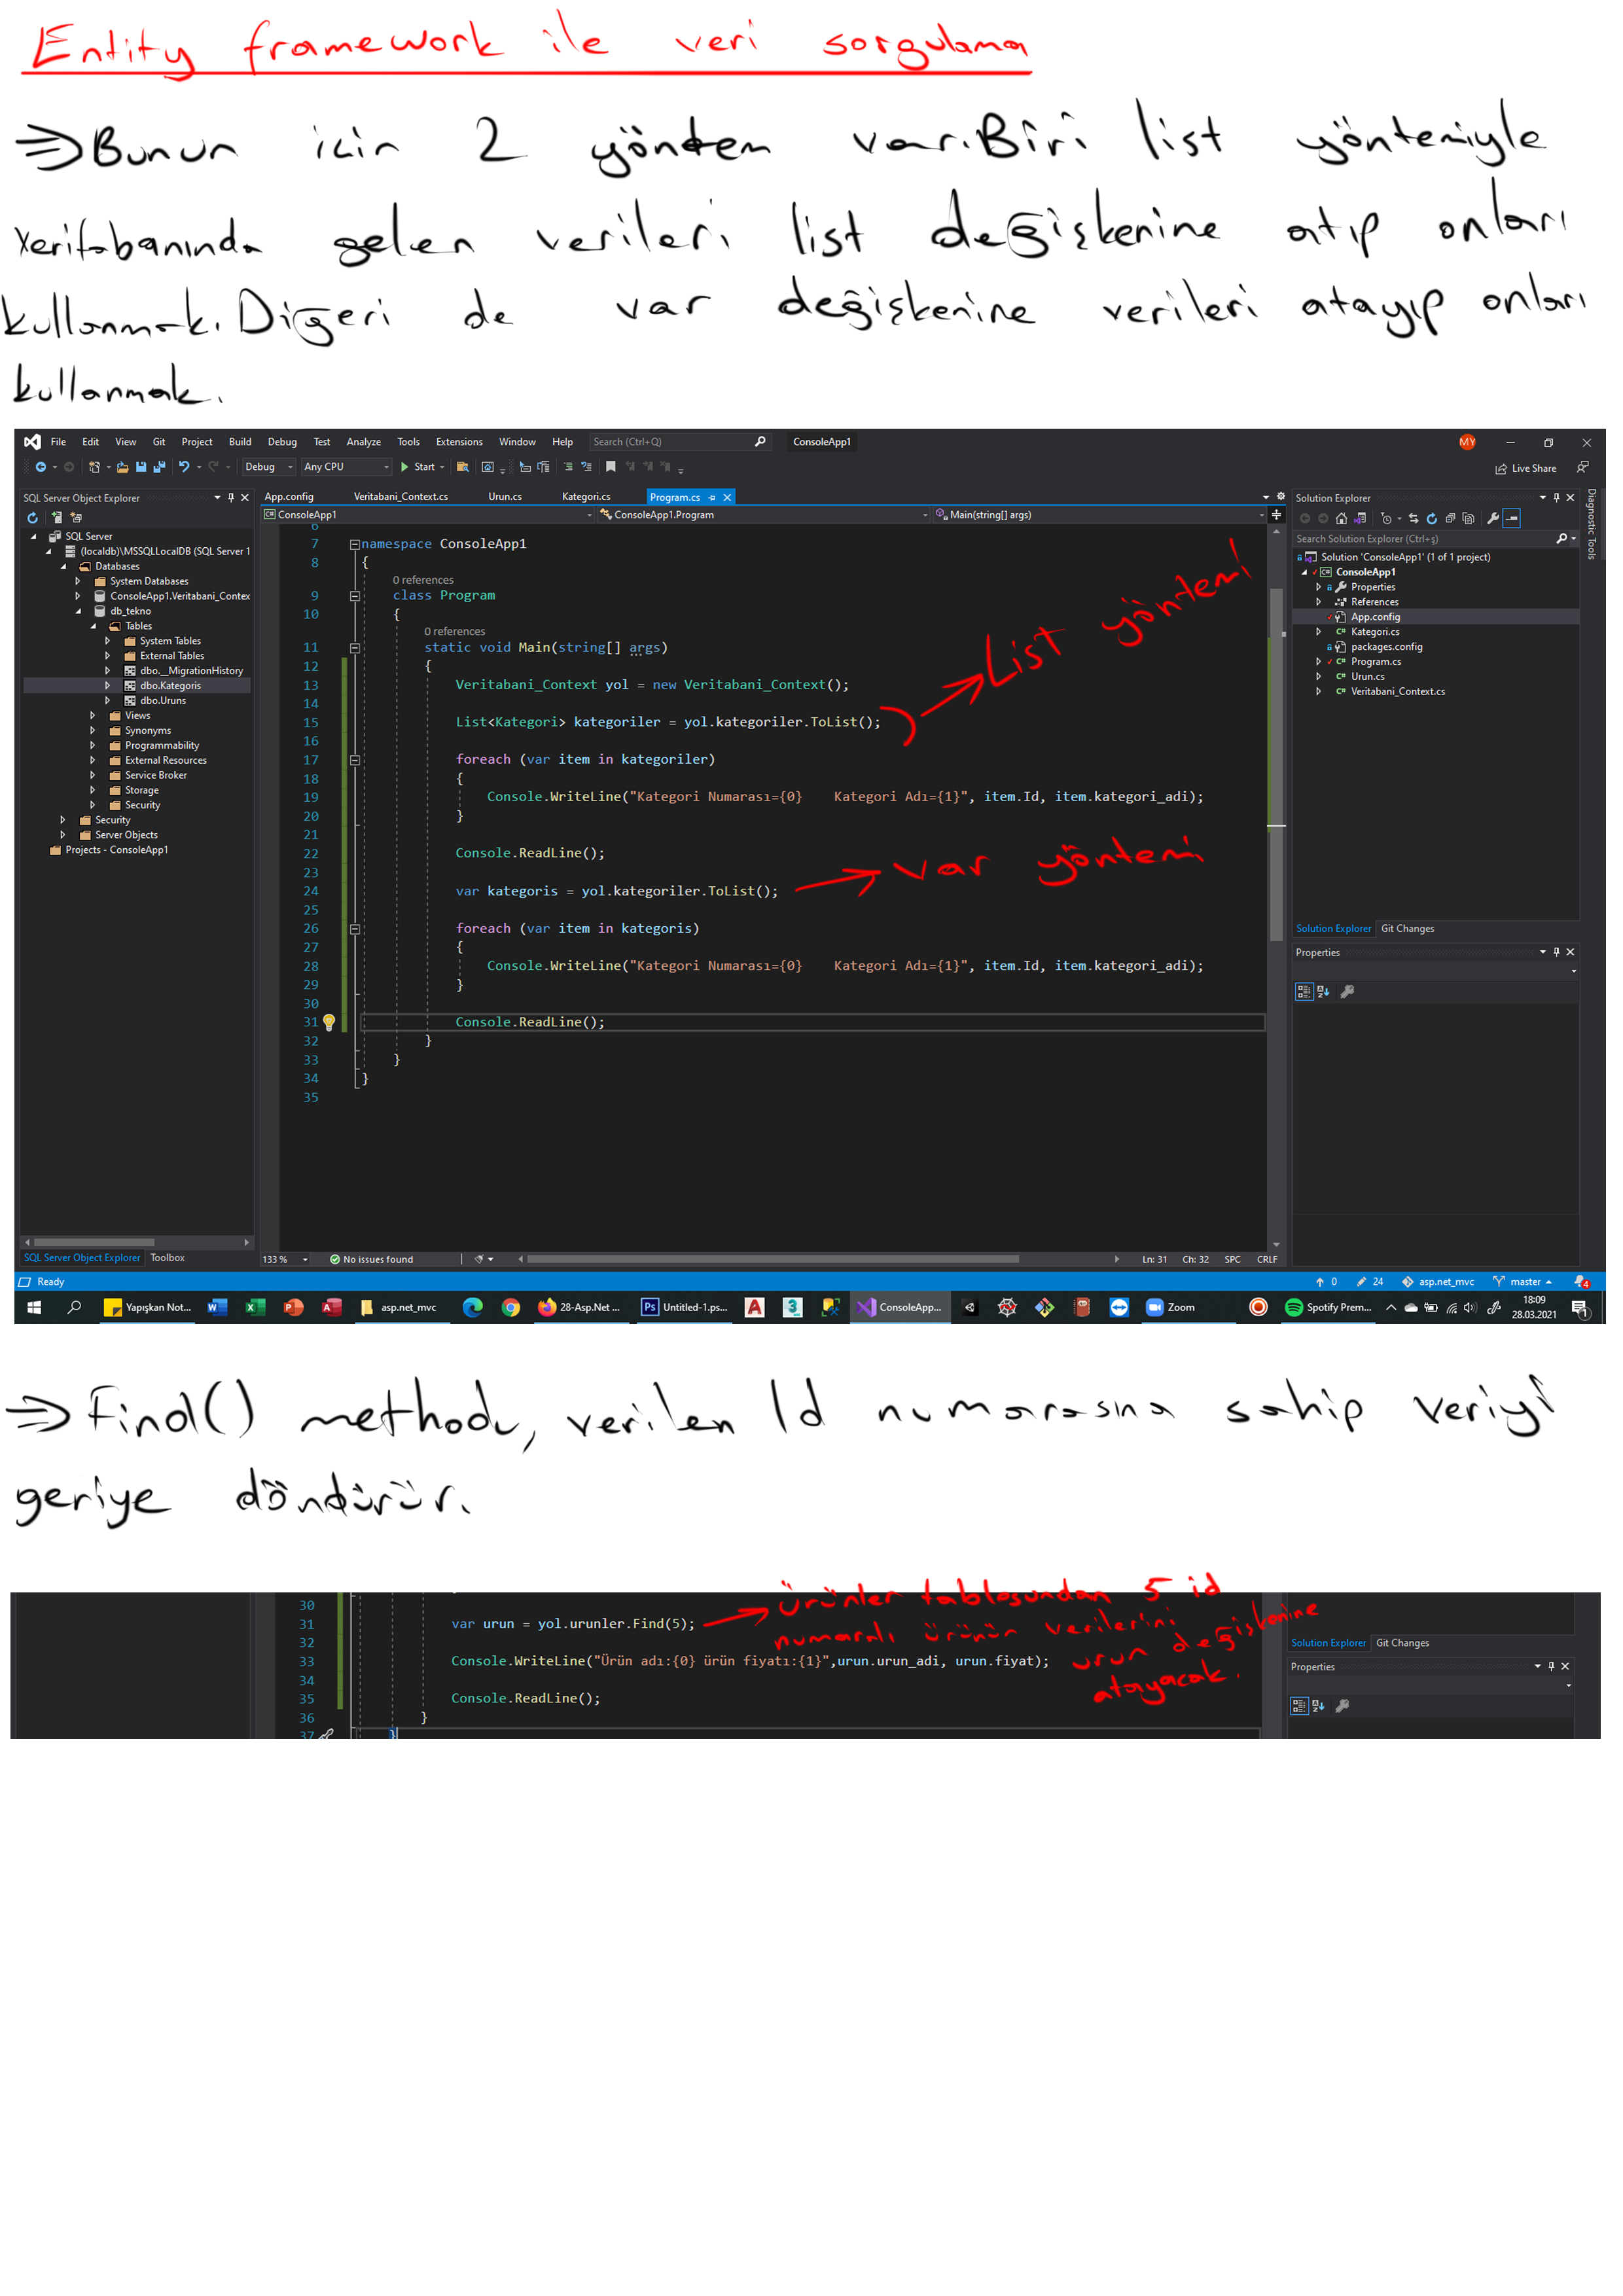 Entity framework ile veri sorgulama
⇒ Bunun için 2 yöntem var. Biri list yöntemiyle
veritabanında gelen verileri list değişkenine atıp onları
kullanmak. Diğeri de var değişkenine verileri atayıp onları
kullanmak.
File Edit View Git Project Build Debug Test Analyze Tools Extensions Window Help Search (Ctrl+Q) ConsoleApp1 MY
Debug Any CPU Start Live Share
SQL Server Object Explorer
SQL Server
(localdb)\MSSQLLocalDB (SQL Server 1
Databases
System Databases
ConsoleApp1.Veritabani_Contex
db_tekno
Tables
System Tables
External Tables
dbo.__MigrationHistory
dbo.Kategoris
dbo.Uruns
Views
Synonyms
Programmability
External Resources
Service Broker
Storage
Security
Security
Server Objects
Projects - ConsoleApp1
SQL Server Object Explorer Toolbox
App.config Veritabani_Context.cs Urun.cs Kategori.cs Program.cs
ConsoleApp1 ConsoleApp1.Program Main(string[] args)
6
7 namespace ConsoleApp1
8 {
0 references
9 class Program
10 {
0 references
11 static void Main(string[] args)
12 {
13 Veritabani_Context yol = new Veritabani_Context();
14
15 List<Kategori> kategoriler = yol.kategoriler.ToList();
List yöntemi
16
17 foreach (var item in kategoriler)
18 {
19 Console.WriteLine("Kategori Numarası={0}    Kategori Adı={1}", item.Id, item.kategori_adi);
20 }
21
22 Console.ReadLine();
23
24 var kategoris = yol.kategoriler.ToList();
var yöntemi
25
26 foreach (var item in kategoris)
27 {
28 Console.WriteLine("Kategori Numarası={0}    Kategori Adı={1}", item.Id, item.kategori_adi);
29 }
30
31 Console.ReadLine();
32 }
33 }
34 }
35
133 % No issues found Ln: 31 Ch: 32 SPC CRLF
Solution Explorer
Search Solution Explorer (Ctrl+ş)
Solution 'ConsoleApp1' (1 of 1 project)
ConsoleApp1
Properties
References
App.config
Kategori.cs
packages.config
Program.cs
Urun.cs
Veritabani_Context.cs
Solution Explorer Git Changes
Properties
Diagnostic Tools
Ready 0 24 asp.net_mvc master 4
Yapışkan Not... asp.net_mvc 28-Asp.Net ... Untitled-1.ps... ConsoleApp... Zoom Spotify Prem... 18:09
28.03.2021
⇒ Find() methodu, verilen Id numarasına sahip veriyi
geriye döndürür.
30
31 var urun = yol.urunler.Find(5);
32
33 Console.WriteLine("Ürün adı:{0} ürün fiyatı:{1}",urun.urun_adi, urun.fiyat);
34
35 Console.ReadLine();
36 }
37 }
ürünler tablosundan 5 id
numaralı ürünün verilerini
urun değişkenine
atayacak.
Solution Explorer Git Changes
Properties